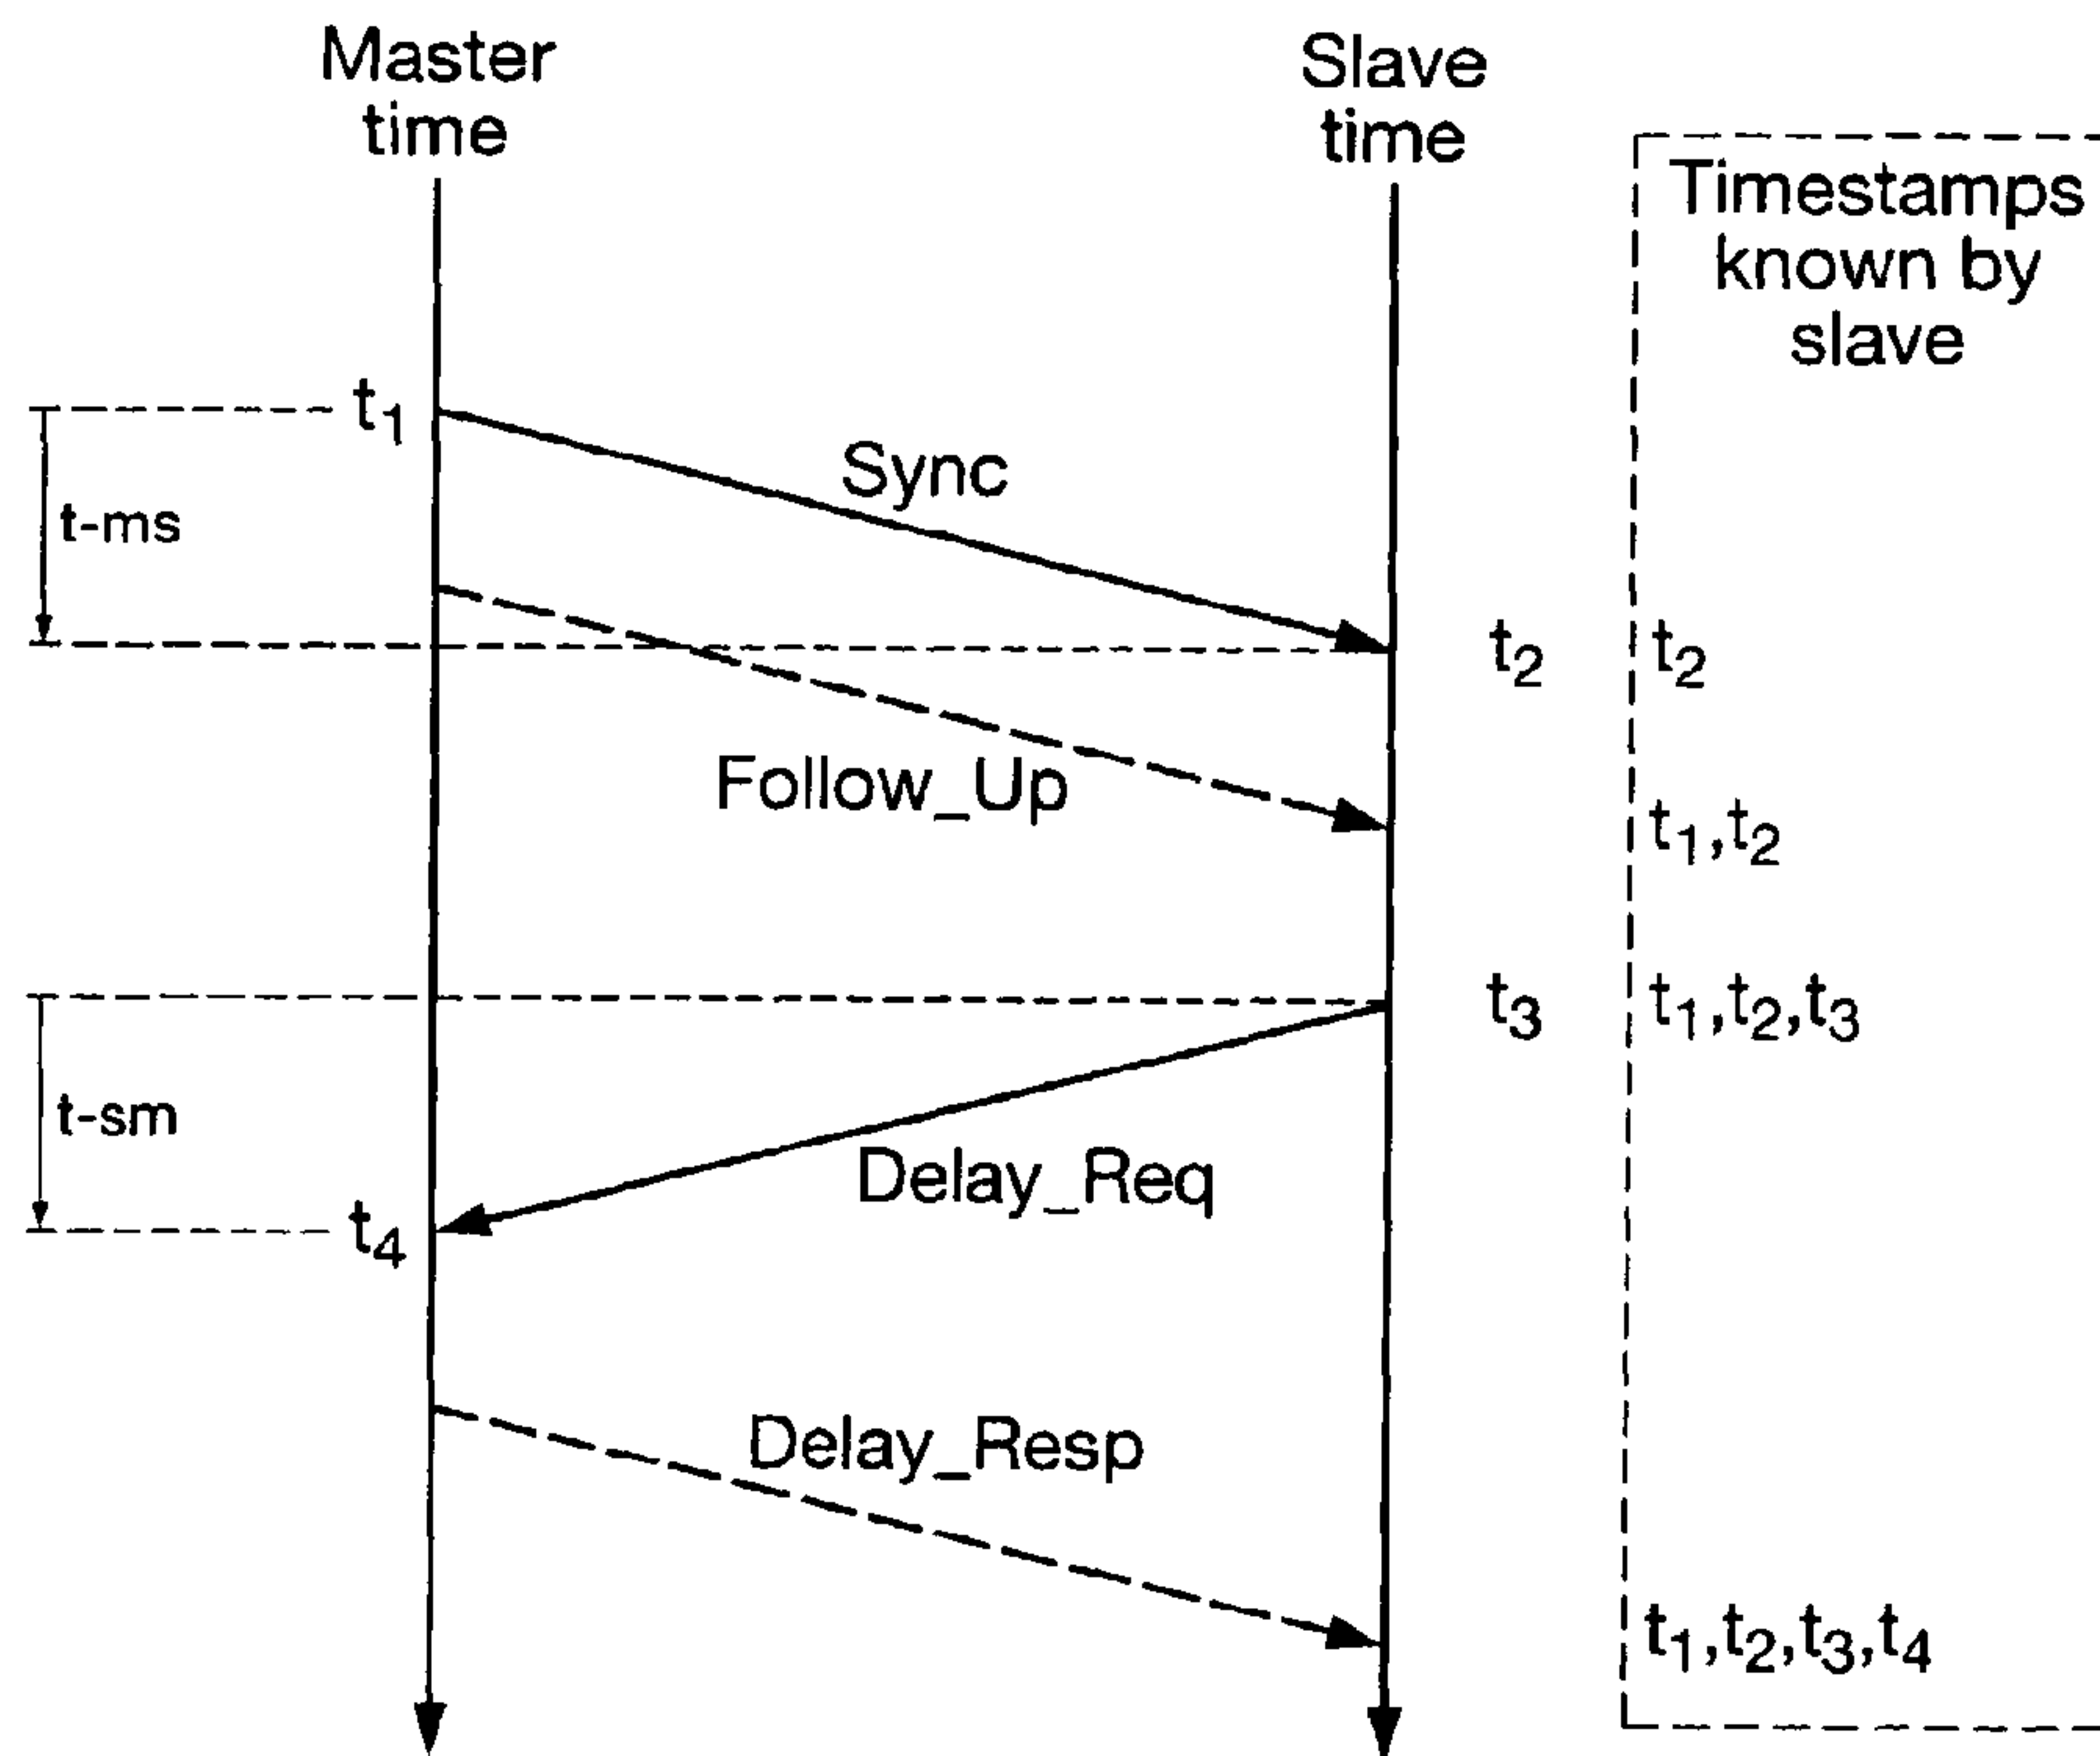 Master
time
Slave
time
Timestamps
known by
slave
t1
Sync
t-ms
t2
t2
Follow_Up
t1,t2
t3
t1,t2,t3
t-sm
Delay_Req
t4
Delay_Resp
t1,t2,t3,t4